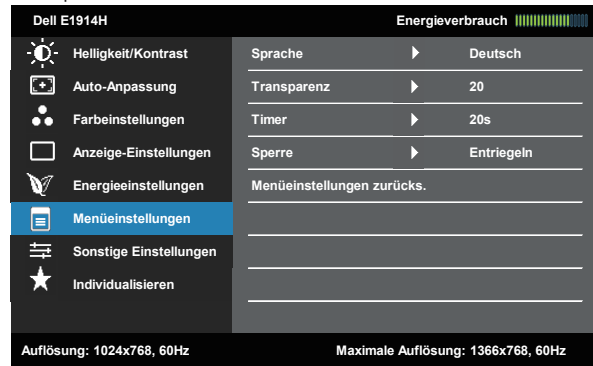 Dell E1914H Energieverbrauch
Helligkeit/Kontrast Sprache Deutsch
Auto-Anpassung Transparenz 20
Farbeinstellungen Timer 20s
Anzeige-Einstellungen Sperre Entriegeln
Energieeinstellungen Menüeinstellungen zurücks.
Menüeinstellungen
Sonstige Einstellungen
Individualisieren
Auflösung: 1024x768, 60Hz Maximale Auflösung: 1366x768, 60Hz